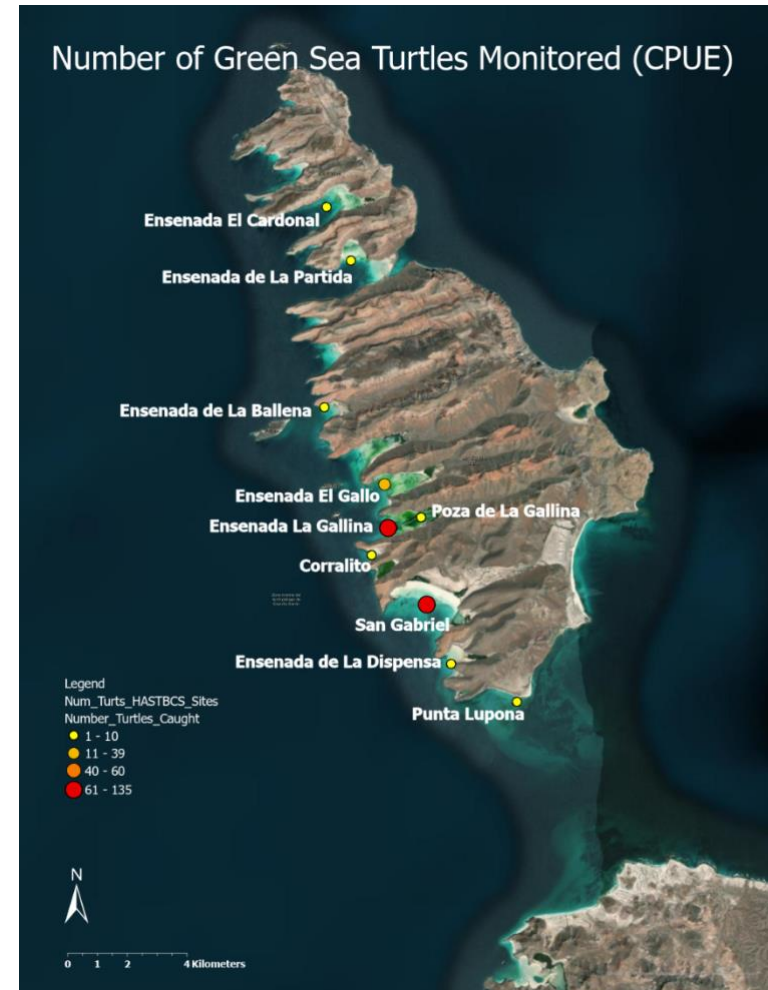 Number of Green Sea Turtles Monitored (CPUE)
Ensenada El Cardonal
Ensenada de La Partida
Ensenada de La Ballena
Ensenada El Gallo
Poza de La Gallina
Ensenada La Gallina
Corralito
San Gabriel
Ensenada de La Dispensa
Punta Lupona
Legend
Num_Turts_HASTBCS_Sites
Number_Turtles_Caught
1 - 10
11 - 39
40 - 60
61 - 135
N
0 1 2 4 Kilometers